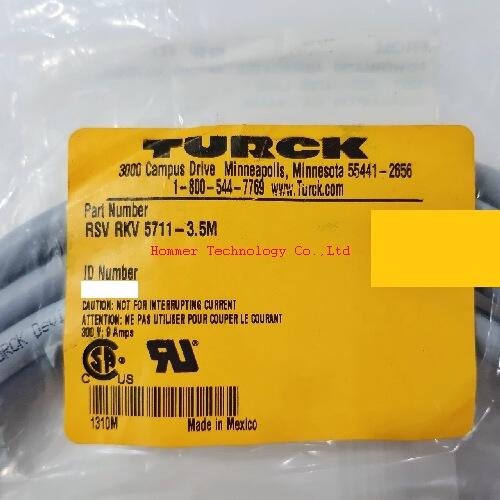 TURCK
3000 Campus Drive Minneapolis, Minnesota 55441-2656
1-800-544-7769 www.Turck.com
Part Number
RSV RKV 5711-3.5M
Hommer Technology Co.,Ltd
ID Number
CAUTION: NOT FOR INTERRUPTING CURRENT
ATTENTION: NE PAS UTILISER POUR COUPER LE COURANT
300 V: 9 Amps
C US
1310M
Made in Mexico
TURCK